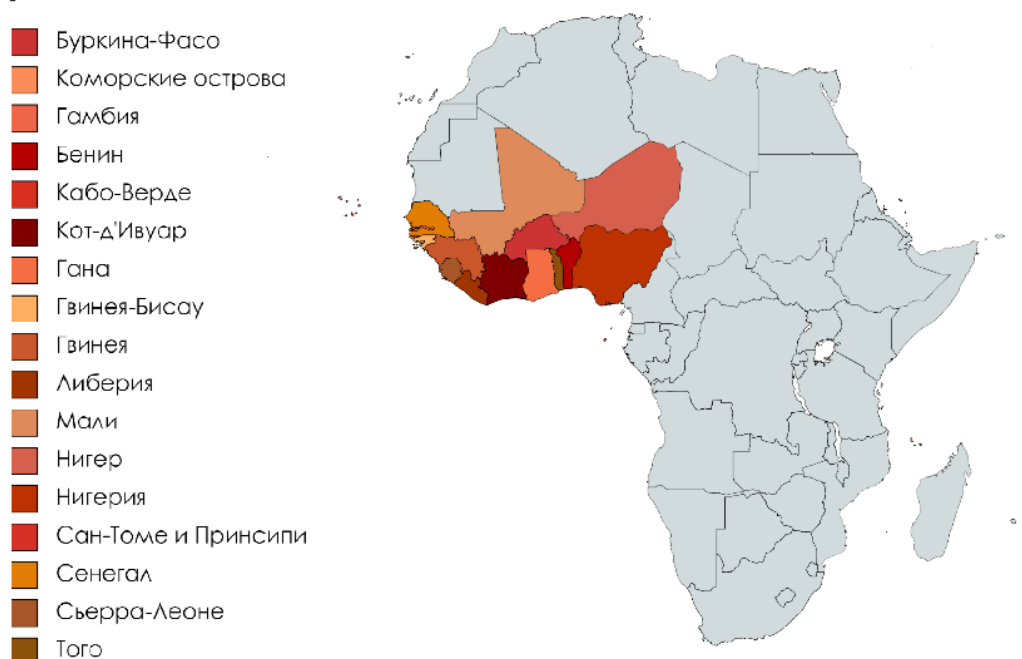 Буркина-Фасо
Коморские острова
Гамбия
Бенин
Кабо-Верде
Кот-д'Ивуар
Гана
Гвинея-Бисау
Гвинея
Либерия
Мали
Нигер
Нигерия
Сан-Томе и Принсипи
Сенегал
Сьерра-Леоне
Того